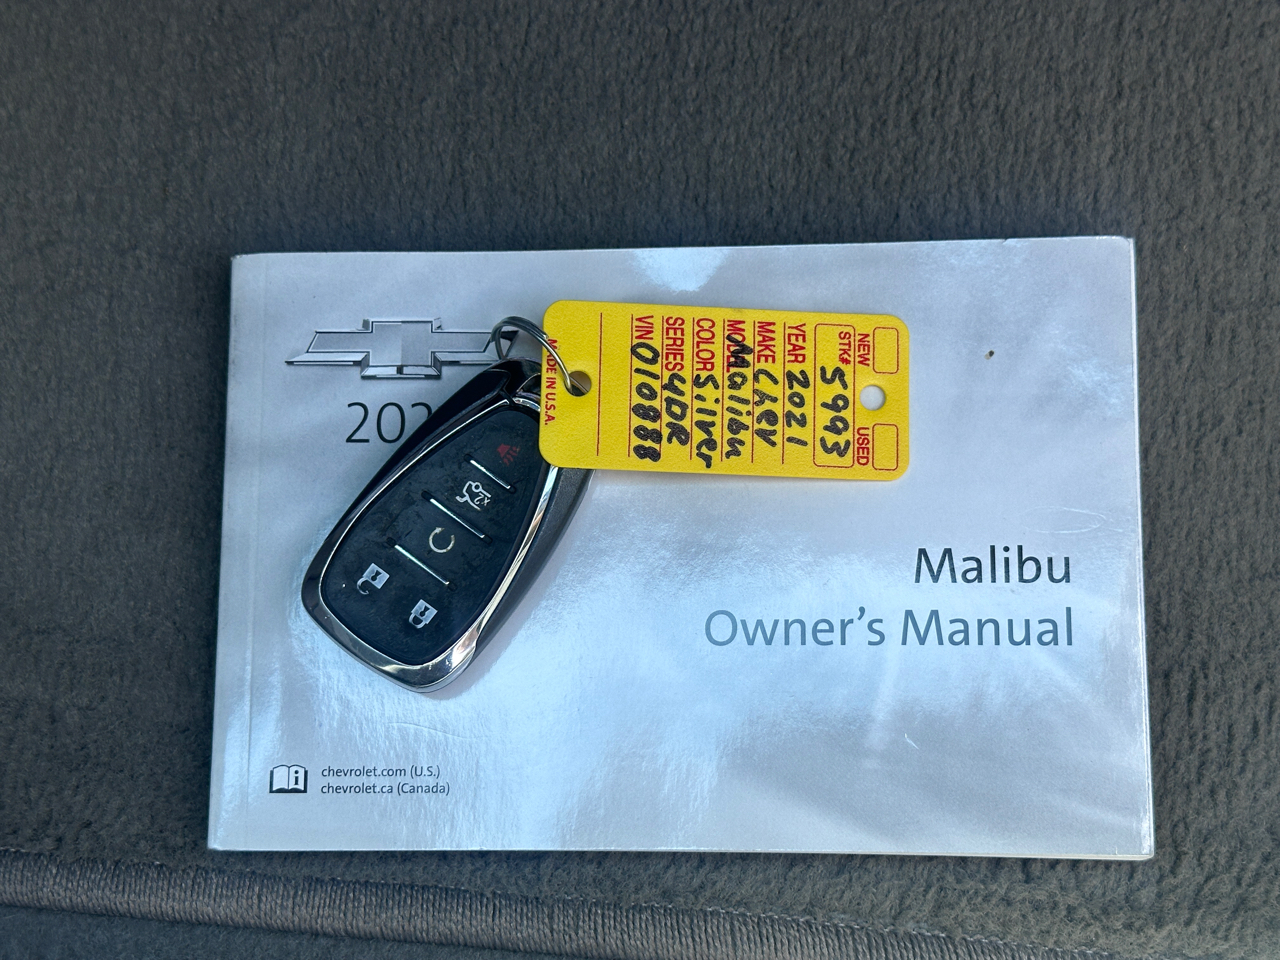 202
NEW
USED
STK# 5993
YEAR 2021
MAKE Chev
MODEL Malibu
COLOR Silver
SERIES 4DR
VIN 010888
MADE IN U.S.A.
x2
Malibu
Owner's Manual
i
chevrolet.com (U.S.)
chevrolet.ca (Canada)